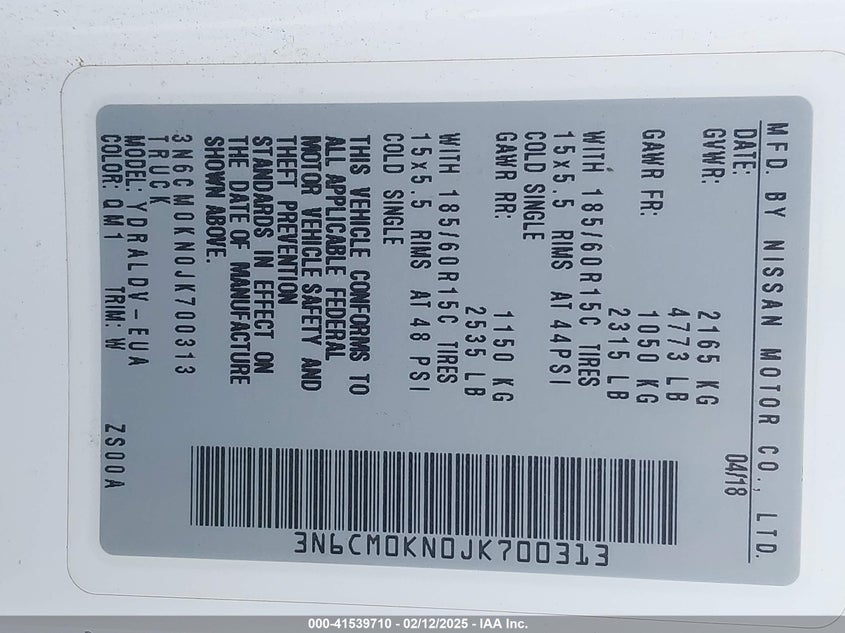 MFD. BY NISSAN MOTOR CO., LTD.
DATE: 04/18
GVWR: 2165 KG
4773 LB
GAWR FR: 1050 KG
2315 LB
WITH 185/60R15C TIRES
15x5.5 RIMS AT 44PSI
COLD SINGLE
GAWR RR: 1150 KG
2535 LB
WITH 185/60R15C TIRES
15x5.5 RIMS AT 48 PSI
COLD SINGLE
THIS VEHICLE CONFORMS TO
ALL APPLICABLE FEDERAL
MOTOR VEHICLE SAFETY AND
THEFT PREVENTION
STANDARDS IN EFFECT ON
THE DATE OF MANUFACTURE
SHOWN ABOVE.
3N6CM0KN0JK700313
TRUCK
MODEL: YDRALDV-EUA
COLOR: QM1 TRIM: W ZS00A
3N6CM0KN0JK700313
000-41539710 - 02/12/2025 - IAA Inc.